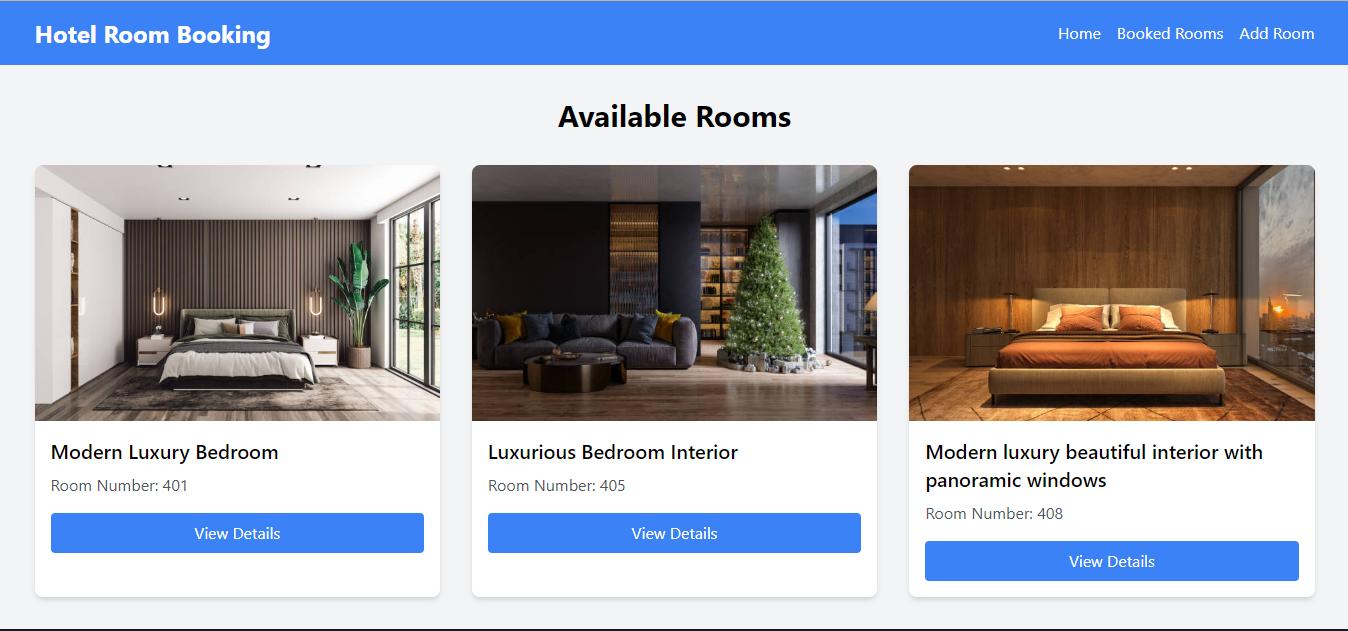 Hotel Room Booking
Home Booked Rooms Add Room
Available Rooms
Modern Luxury Bedroom
Room Number: 401
View Details
Luxurious Bedroom Interior
Room Number: 405
View Details
Modern luxury beautiful interior with
panoramic windows
Room Number: 408
View Details